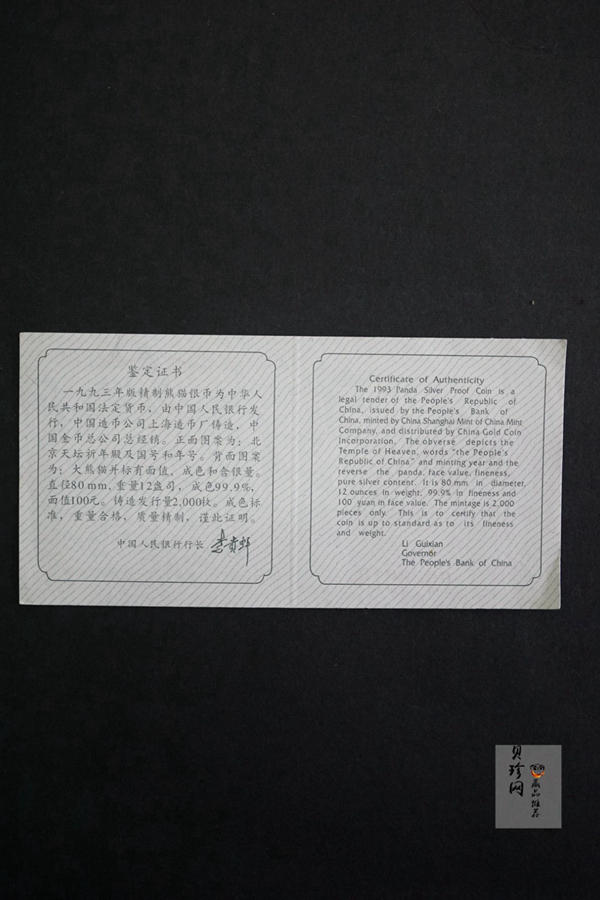 鉴定证书
一九九三年版精制熊猫银币为中华人
民共和国法定货币，由中国人民银行发
行，中国造币公司上海造币厂铸造，中
国金币总公司总经销。正面图案为：北
京天坛祈年殿及国号和年号。背面图案
为：大熊猫并标有面值、成色和含银量。
直径80mm，重量12盎司，成色99.9%，
面值100元。铸造发行量2,000枚。成色标
准，重量合格，质量精制，谨此证明。
中国人民银行行长 李贵鲜
Certificate of Authenticity
The 1993 Panda Silver Proof Coin is a
legal tender of the People's Republic of
China, issued by the People's Bank of
China, minted by China Shanghai Mint of China Mint
Company, and distributed by China Gold Coin
Incorporation. The obverse depicts the
Temple of Heaven, words "the People's
Republic of China" and minting year and the
reverse the panda, face value, fineness,
pure silver content. It is 80 mm in diameter,
12 ounces in weight, 99.9% in fineness and
100 yuan in face value. The mintage is 2,000
pieces only. This is to certify that the
coin is up to standard as to its fineness
and weight.
Li Guixian
Governor
The People's Bank of China
贝珍网
藏品推荐